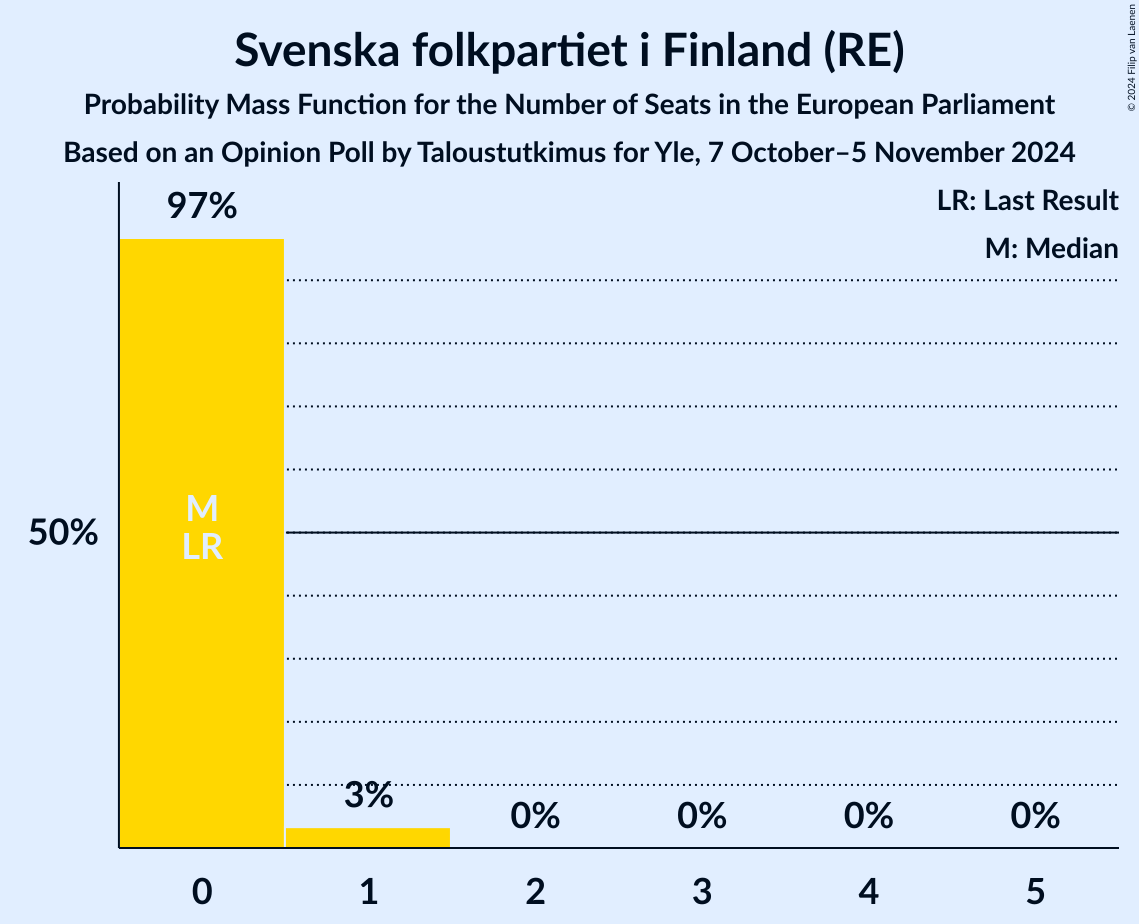 Svenska folkpartiet i Finland (RE)
Probability Mass Function for the Number of Seats in the European Parliament
Based on an Opinion Poll by Taloustutkimus for Yle, 7 October–5 November 2024
© 2024 Filip van Laenen
LR: Last Result
M: Median
97%
50%
M
LR
3%
0%
0%
0%
0%
0
1
2
3
4
5